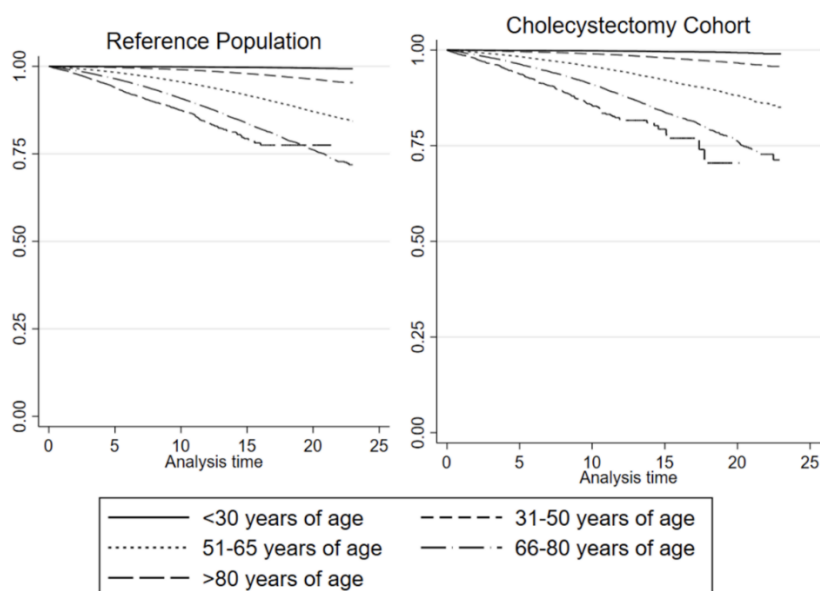 Reference Population
1.00
0.75
0.50
0.25
0.00
0 5 10 15 20 25
Analysis time
Cholecystectomy Cohort
1.00
0.75
0.50
0.25
0.00
0 5 10 15 20 25
Analysis time
<30 years of age 31-50 years of age
51-65 years of age 66-80 years of age
>80 years of age